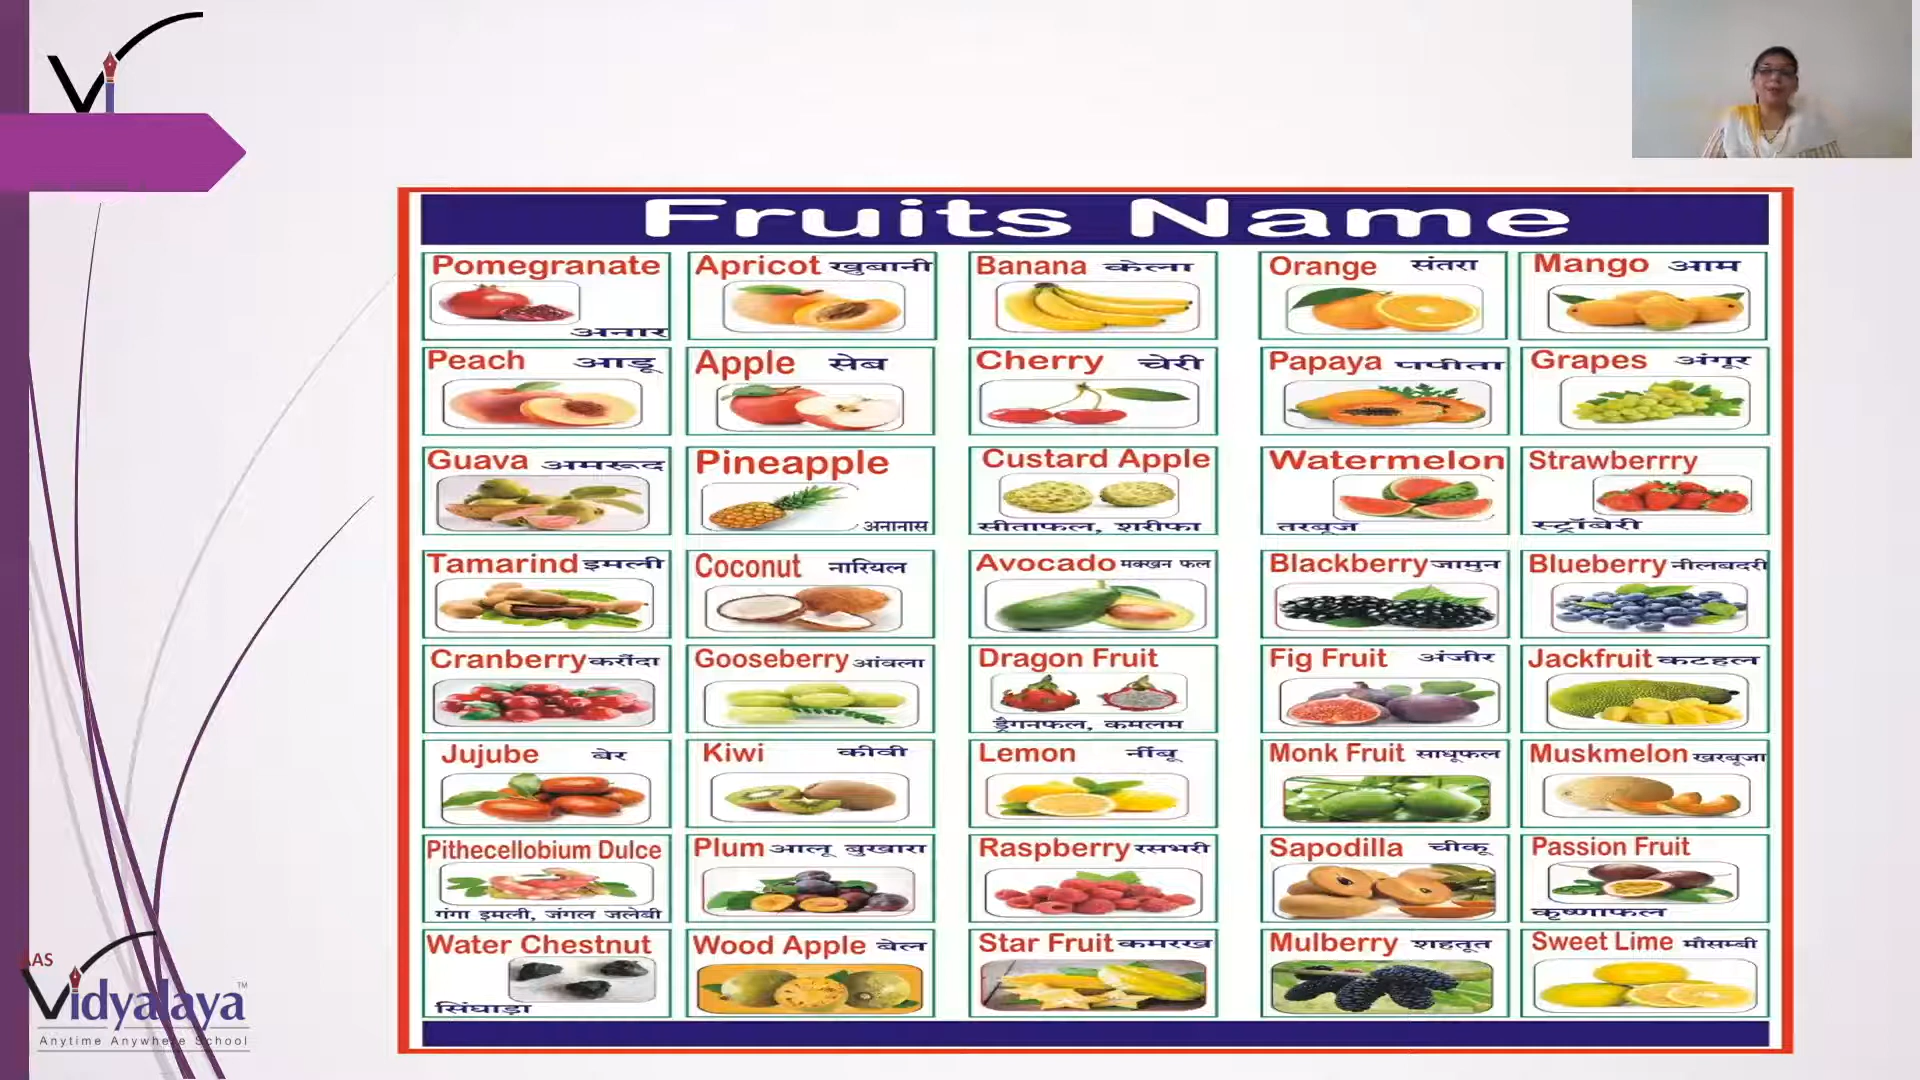 Fruits Name
Pomegranate
अनार
Apricot खुबानी
Banana केला
Orange संतरा
Mango आम
Peach आडू
Apple सेब
Cherry चेरी
Papaya पपीता
Grapes अंगूर
Guava अमरूद
Pineapple
अनानास
Custard Apple
सीताफल, शरीफा
Watermelon
तरबूज
Strawberrry
स्ट्रॉबेरी
Tamarind इमली
Coconut नारियल
Avocado मक्खन फल
Blackberry जामुन
Blueberry नीलबदरी
Cranberry करौंदा
Gooseberry आंवला
Dragon Fruit
ड्रैगनफल, कमलम
Fig Fruit अंजीर
Jackfruit कटहल
Jujube बेर
Kiwi कीवी
Lemon नींबू
Monk Fruit साधूफल
Muskmelon खरबूजा
Pithecellobium Dulce
गंगा इमली, जंगल जलेबी
Plum आलू बुखारा
Raspberry रसभरी
Sapodilla चीकू
Passion Fruit
कृष्णाफल
Water Chestnut
सिंघाड़ा
Wood Apple बेल
Star Fruit कमरख
Mulberry शहतूत
Sweet Lime मौसम्बी
AAS
Vidyalaya TM
Anytime Anywhere School